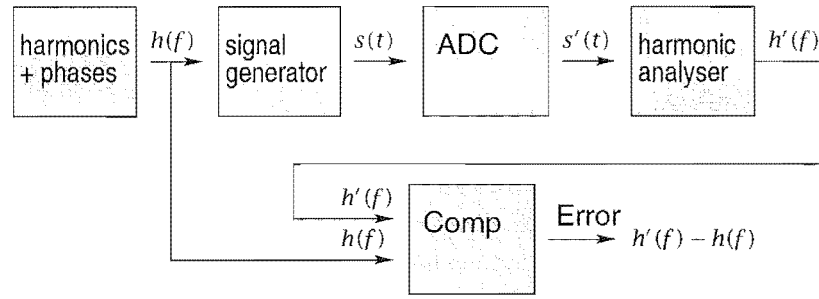 harmonics
+ phases
h(f)
signal
generator
s(t)
ADC
s'(t)
harmonic
analyser
h'(f)
h'(f)
h(f)
Comp
Error
h'(f) – h(f)